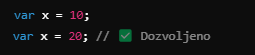 var x = 10;
var x = 20; // ✅ Dozvoljeno